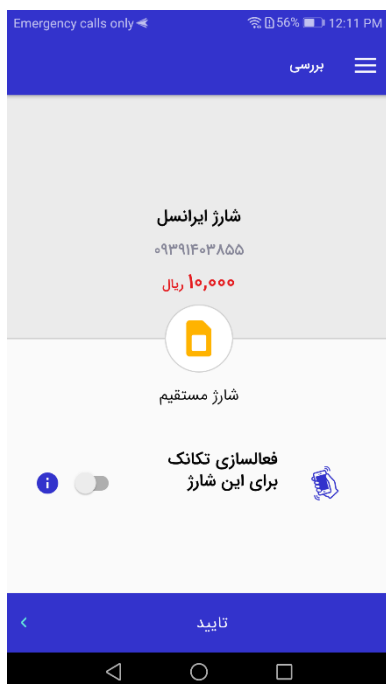 Emergency calls only 56% 12:11 PM
بررسی
شارژ ایرانسل
۰۹۳۹۱۴۰۳۸۵۵
۱۰,۰۰۰ ریال
شارژ مستقیم
فعالسازی تکانک
برای این شارژ
تایید